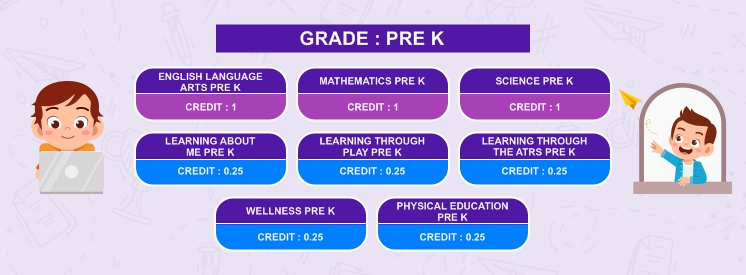 GRADE : PRE K
ENGLISH LANGUAGE
ARTS PRE K
CREDIT : 1
MATHEMATICS PRE K
CREDIT : 1
SCIENCE PRE K
CREDIT : 1
LEARNING ABOUT
ME PRE K
CREDIT : 0.25
LEARNING THROUGH
PLAY PRE K
CREDIT : 0.25
LEARNING THROUGH
THE ATRS PRE K
CREDIT : 0.25
WELLNESS PRE K
CREDIT : 0.25
PHYSICAL EDUCATION
PRE K
CREDIT : 0.25